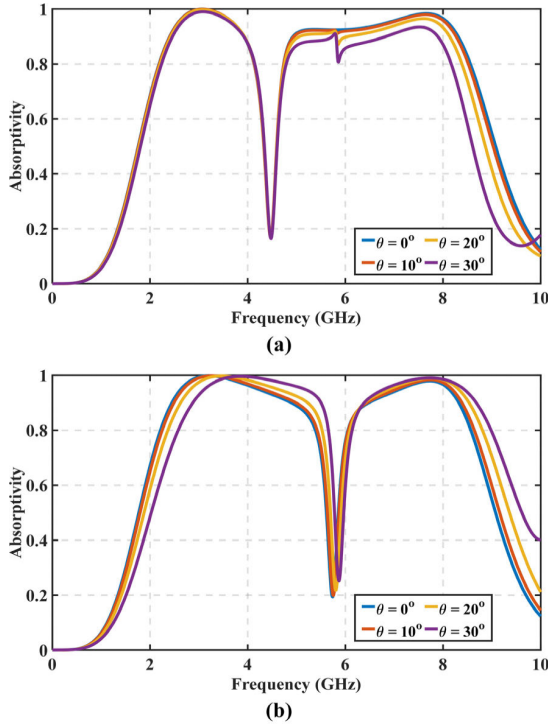 1
0.8
0.6
0.4
0.2
0
Absorptivity
θ = 0° θ = 20°
θ = 10° θ = 30°
0 2 4 6 8 10
Frequency (GHz)
(a)
1
0.8
0.6
0.4
0.2
0
Absorptivity
θ = 0° θ = 20°
θ = 10° θ = 30°
0 2 4 6 8 10
Frequency (GHz)
(b)